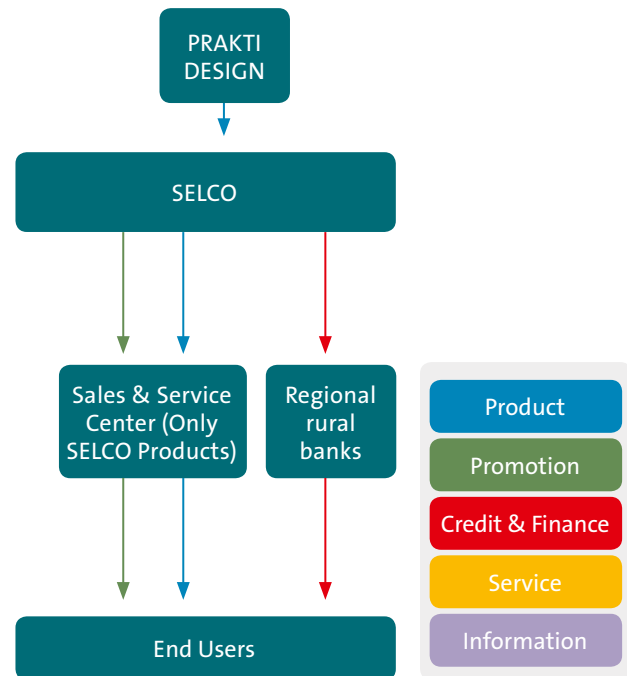 PRAKTI
DESIGN
SELCO
Sales & Service
Center (Only
SELCO Products)
Regional
rural
banks
Product
Promotion
Credit & Finance
Service
Information
End Users